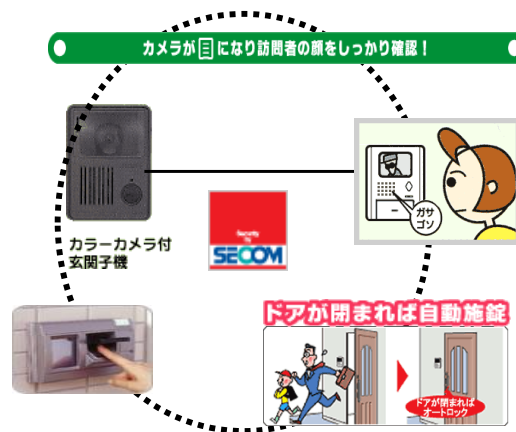 カメラが目になり訪問者の顔をしっかり確認！
ガサ
ゴソ
カラーカメラ付
玄関子機
Security
by
SECOM
ドアが閉まれば自動施錠
ドアが閉まれば
オートロック